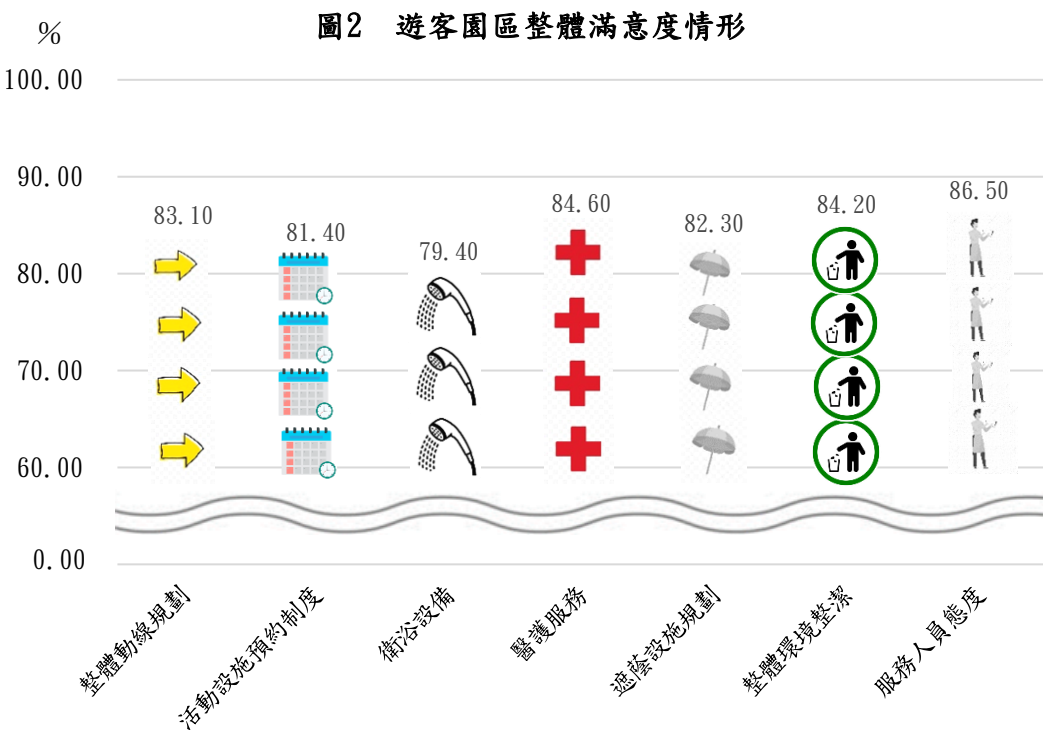 圖2 遊客園區整體滿意度情形
%
100.00
90.00
80.00
70.00
60.00
0.00
83.10
81.40
79.40
84.60
82.30
84.20
86.50
整體動線規劃
活動設施預約制度
衛浴設備
醫護服務
遮蔭設施規劃
整體環境整潔
服務人員態度